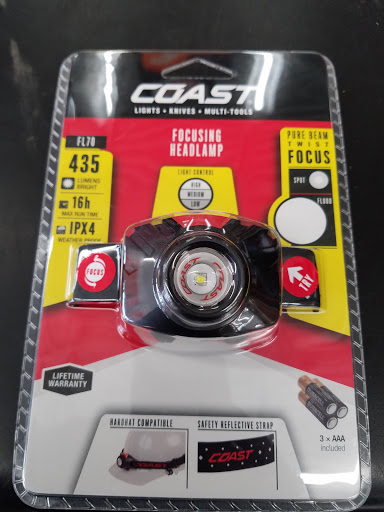 COAST
LIGHTS • KNIVES • MULTI-TOOLS
FOCUSING
HEADLAMP
FL70
435
LUMENS
BRIGHT
16h
MAX RUN TIME
IPX4
WEATHER PROOF
LIGHT CONTROL
HIGH
MEDIUM
LOW
PURE BEAM
TWIST
FOCUS
SPOT
FLOOD
FOCUS
TRY
LIFETIME
WARRANTY
HARDHAT COMPATIBLE
SAFETY REFLECTIVE STRAP
COAST
3 x AAA
included